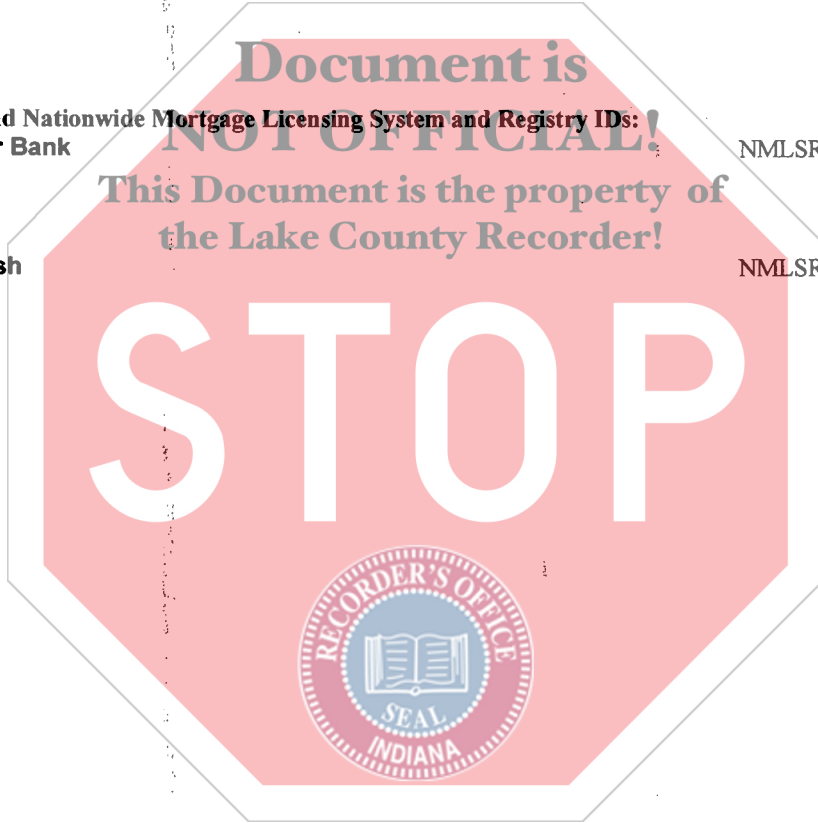 Document is
d Nationwide Mortgage Licensing System and Registry IDs:
NOT OFFICIAL!
r Bank NMLSR
This Document is the property of
the Lake County Recorder!
sh NMLSR
STOP
RECORDER'S OFFICE
SEAL
INDIANA